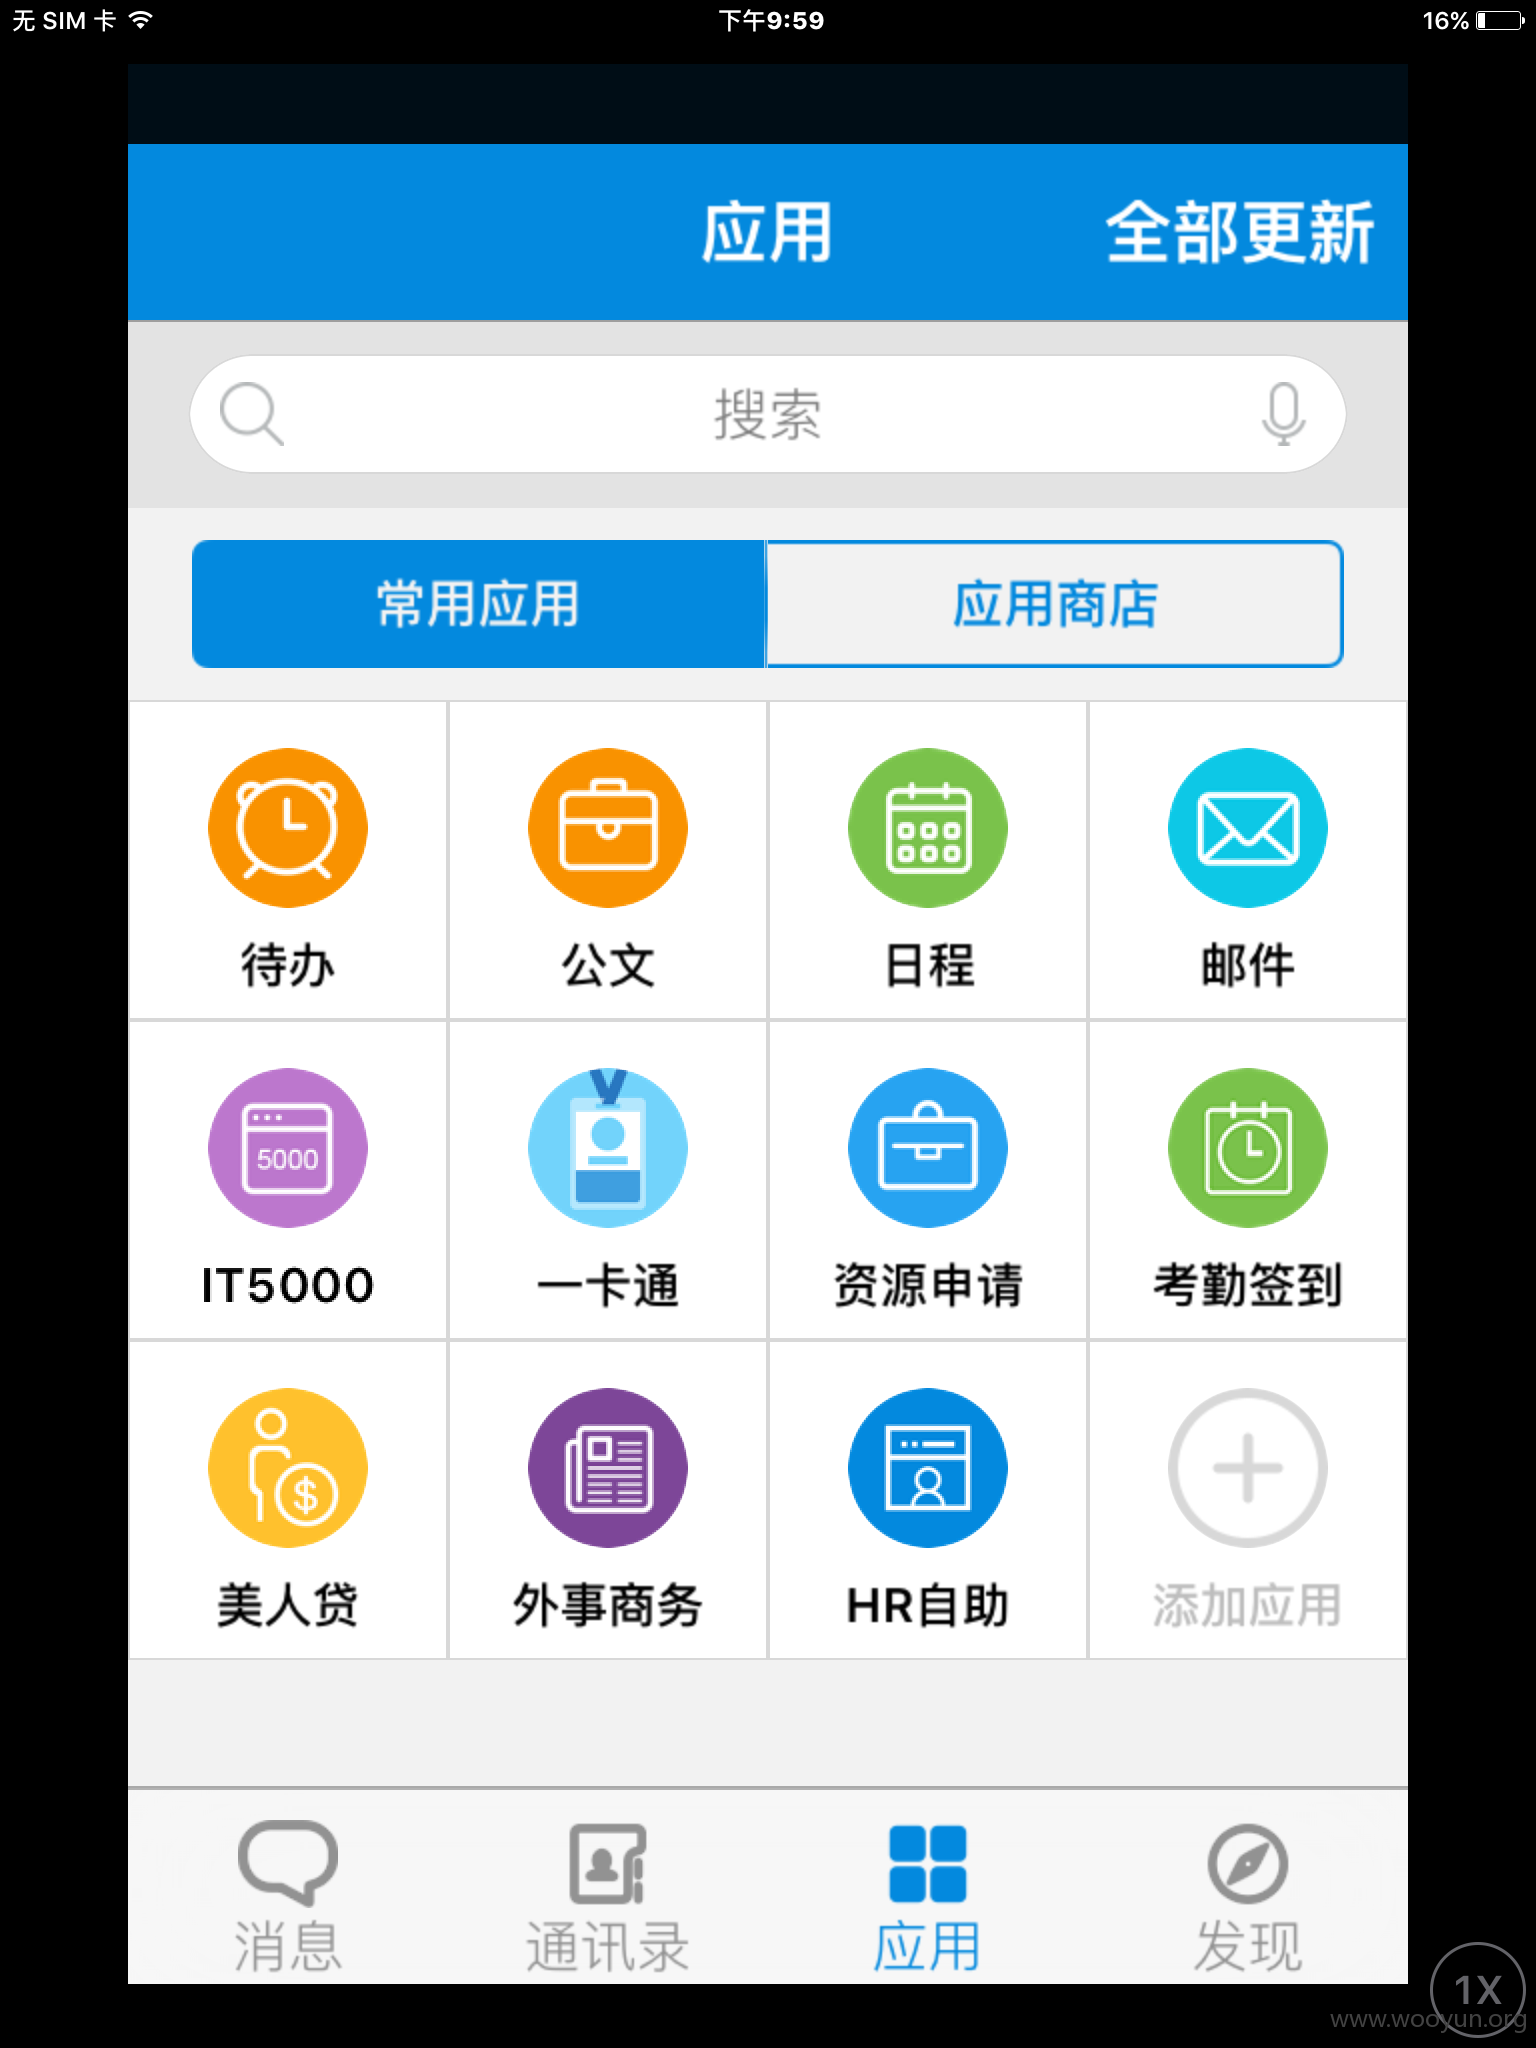 无 SIM 卡
下午9:59
16%
应用
全部更新
搜索
常用应用
应用商店
待办
公文
日程
邮件
5000
IT5000
一卡通
资源申请
考勤签到
$
美人贷
外事商务
HR自助
添加应用
消息
通讯录
应用
发现
1X
www.wooyun.org